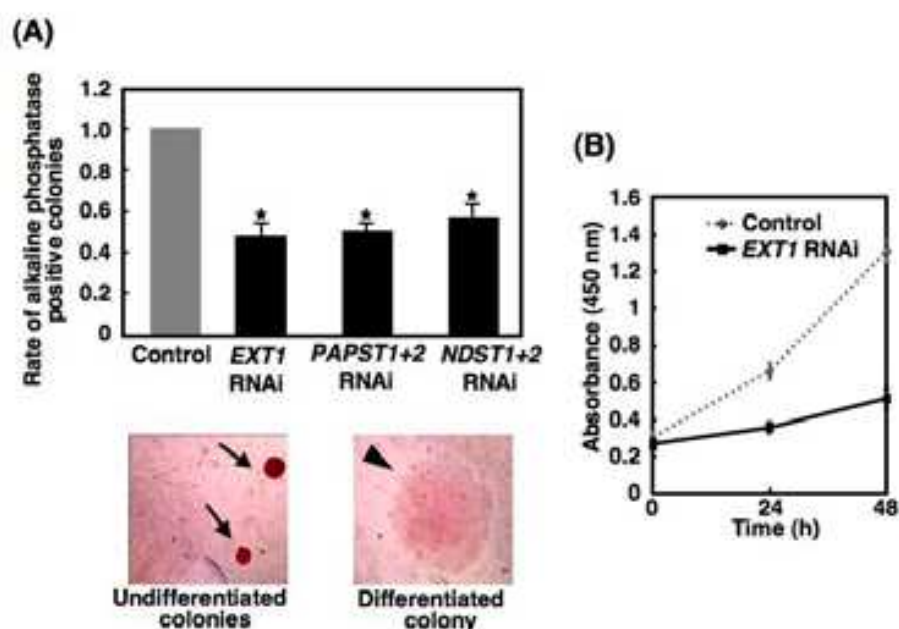 (A)
Rate of alkaline phosphatase
positive colonies
1.2
1.0
0.8
0.6
0.4
0.2
0
*
*
*
Control
EXT1
RNAi
PAPST1+2
RNAi
NDST1+2
RNAi
Undifferentiated
colonies
Differentiated
colony
(B)
Absorbance (450 nm)
1.6
1.4
1.2
1.0
0.8
0.6
0.4
0.2
0
Control
EXT1 RNAi
0
24
48
Time (h)